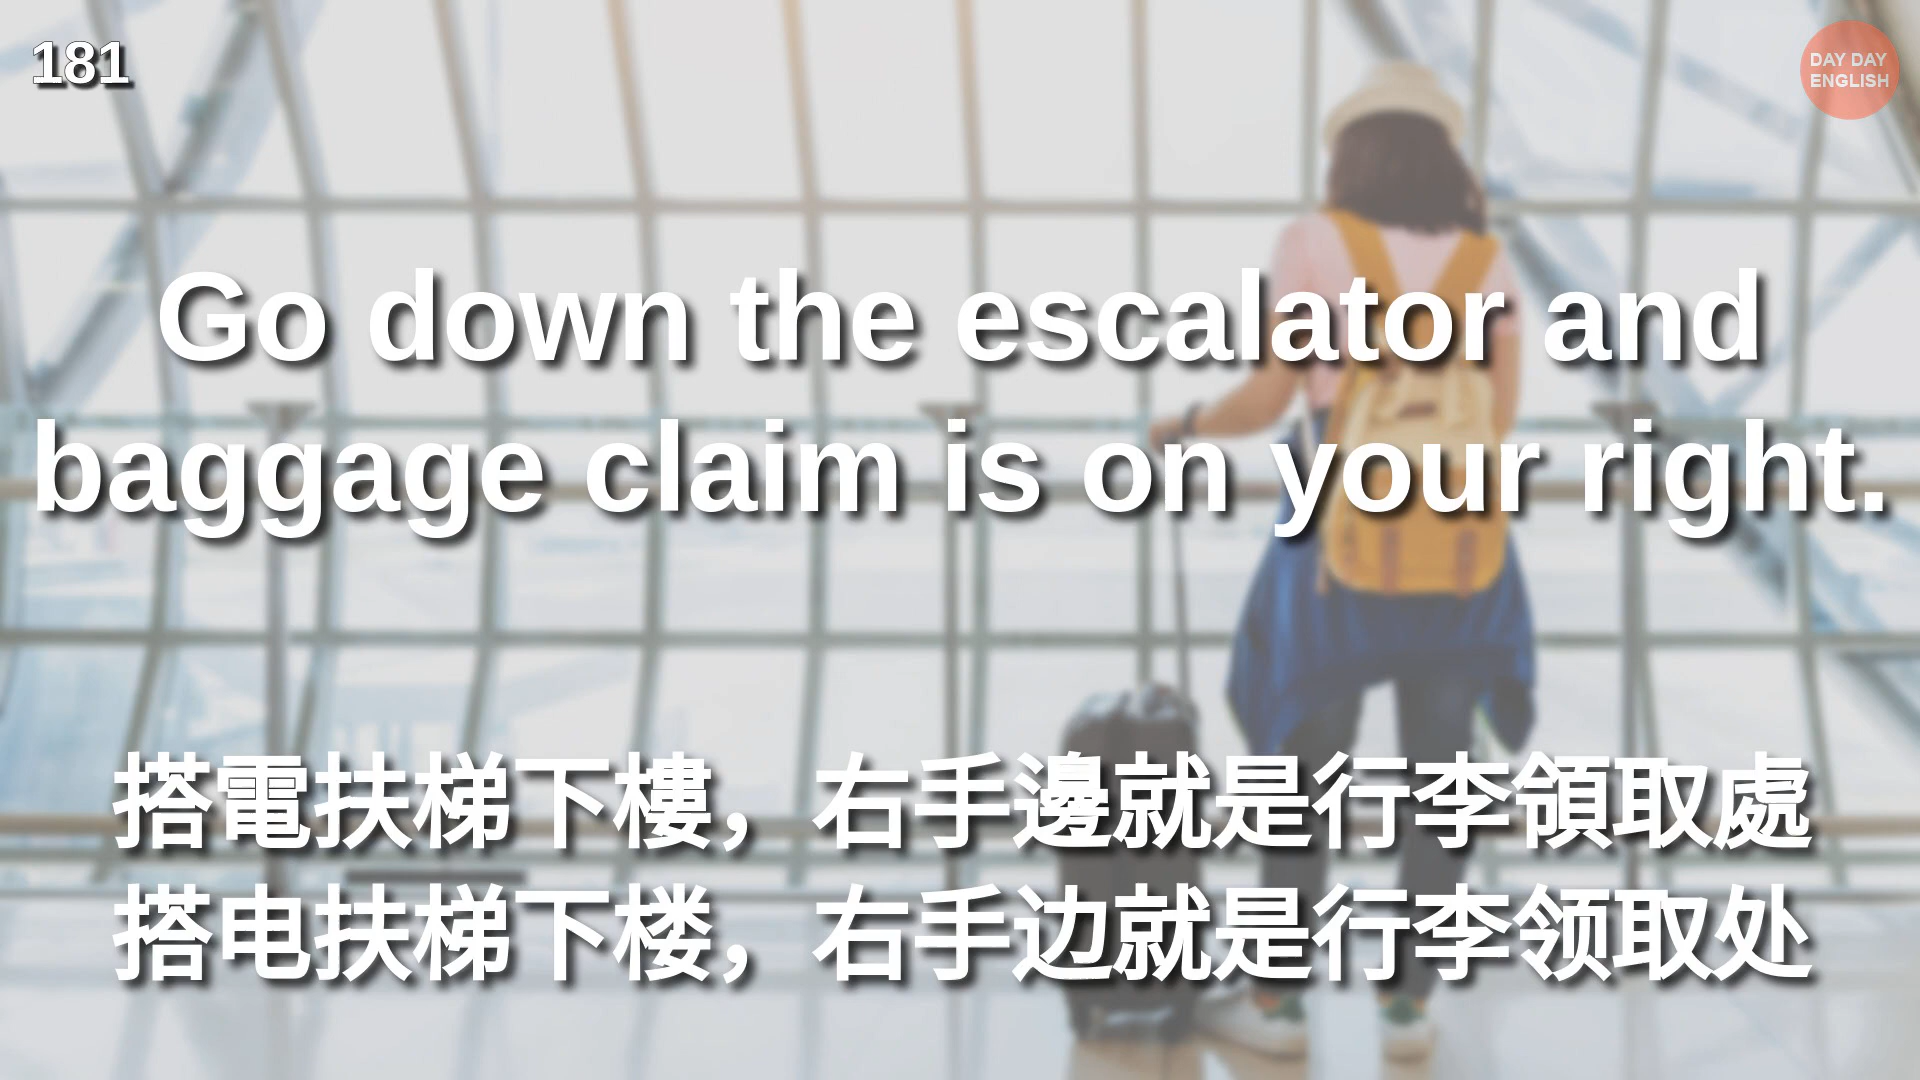 181
DAY DAY
ENGLISH
Go down the escalator and
baggage claim is on your right.
搭電扶梯下樓，右手邊就是行李領取處
搭电扶梯下楼，右手边就是行李领取处